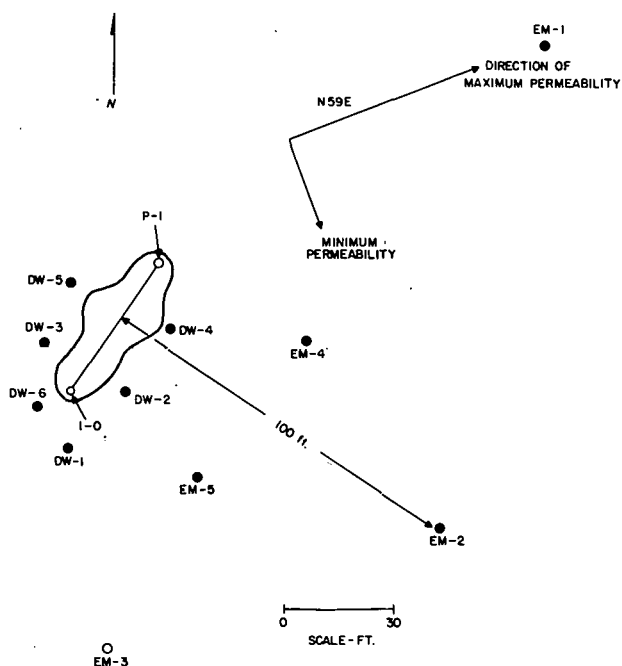 EM-1
DIRECTION OF
MAXIMUM PERMEABILITY
N
N59E
P-1
MINIMUM
PERMEABILITY
DW-5
DW-3
DW-4
EM-4
DW-6
DW-2
I-O
DW-1
100 ft.
EM-5
EM-2
0 30
SCALE-FT.
EM-3